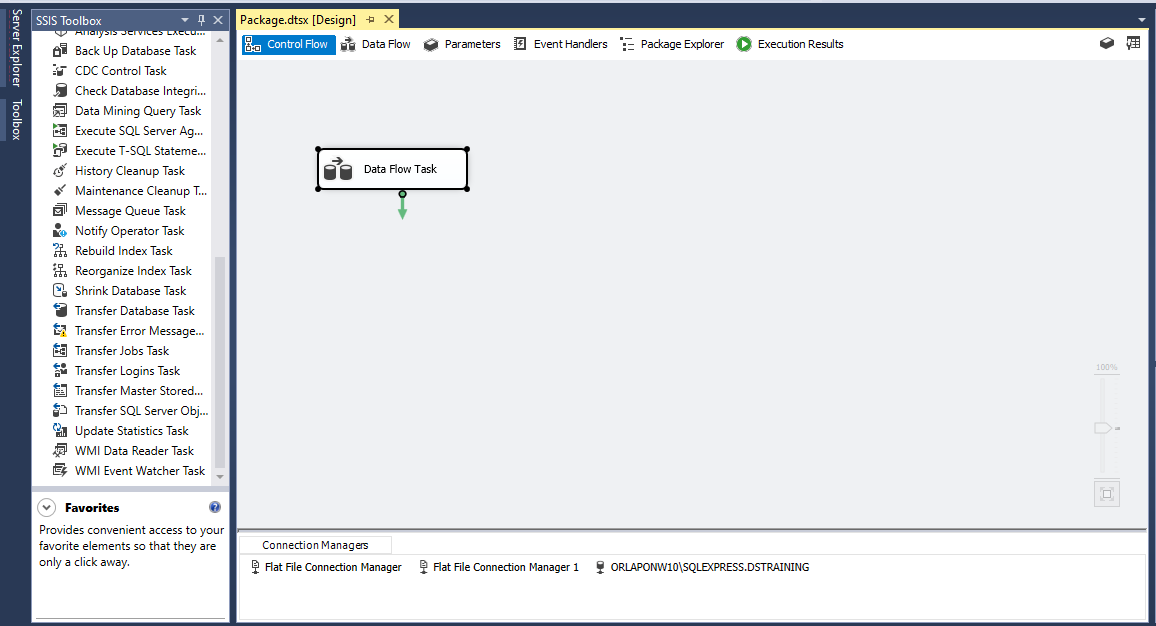 Server Explorer
Toolbox
SSIS Toolbox
Analysis Services Execu...
Back Up Database Task
CDC Control Task
Check Database Integri...
Data Mining Query Task
Execute SQL Server Ag...
Execute T-SQL Stateme...
History Cleanup Task
Maintenance Cleanup T...
Message Queue Task
Notify Operator Task
Rebuild Index Task
Reorganize Index Task
Shrink Database Task
Transfer Database Task
Transfer Error Message...
Transfer Jobs Task
Transfer Logins Task
Transfer Master Stored...
Transfer SQL Server Obj...
Update Statistics Task
WMI Data Reader Task
WMI Event Watcher Task
Favorites
Provides convenient access to your
favorite elements so that they are
only a click away.
Package.dtsx [Design]
Control Flow Data Flow Parameters Event Handlers Package Explorer Execution Results
Data Flow Task
100%
Connection Managers
Flat File Connection Manager Flat File Connection Manager 1 ORLAPONW10\SQLEXPRESS.DSTRAINING